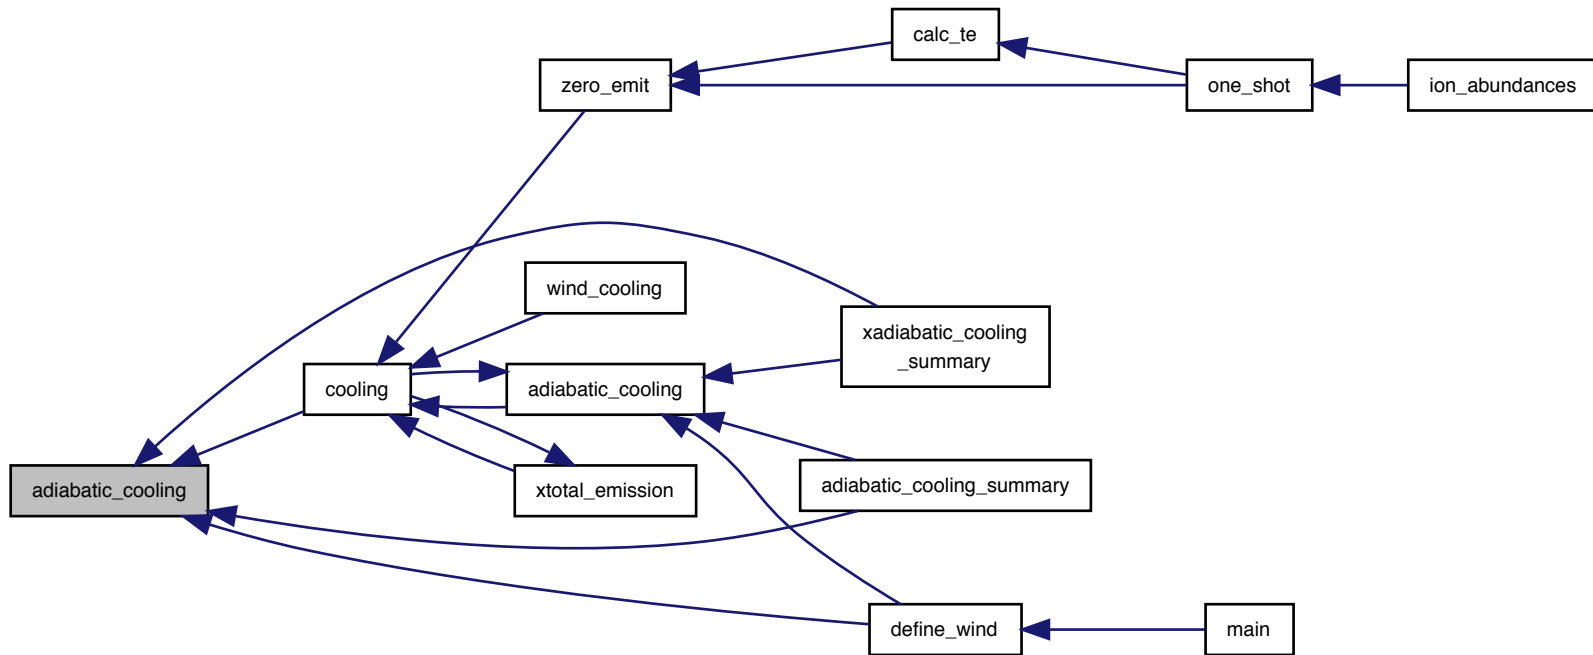 calc_te
zero_emit
one_shot
ion_abundances
wind_cooling
xadiabatic_cooling
_summary
cooling
adiabatic_cooling
adiabatic_cooling
xtotal_emission
adiabatic_cooling_summary
define_wind
main